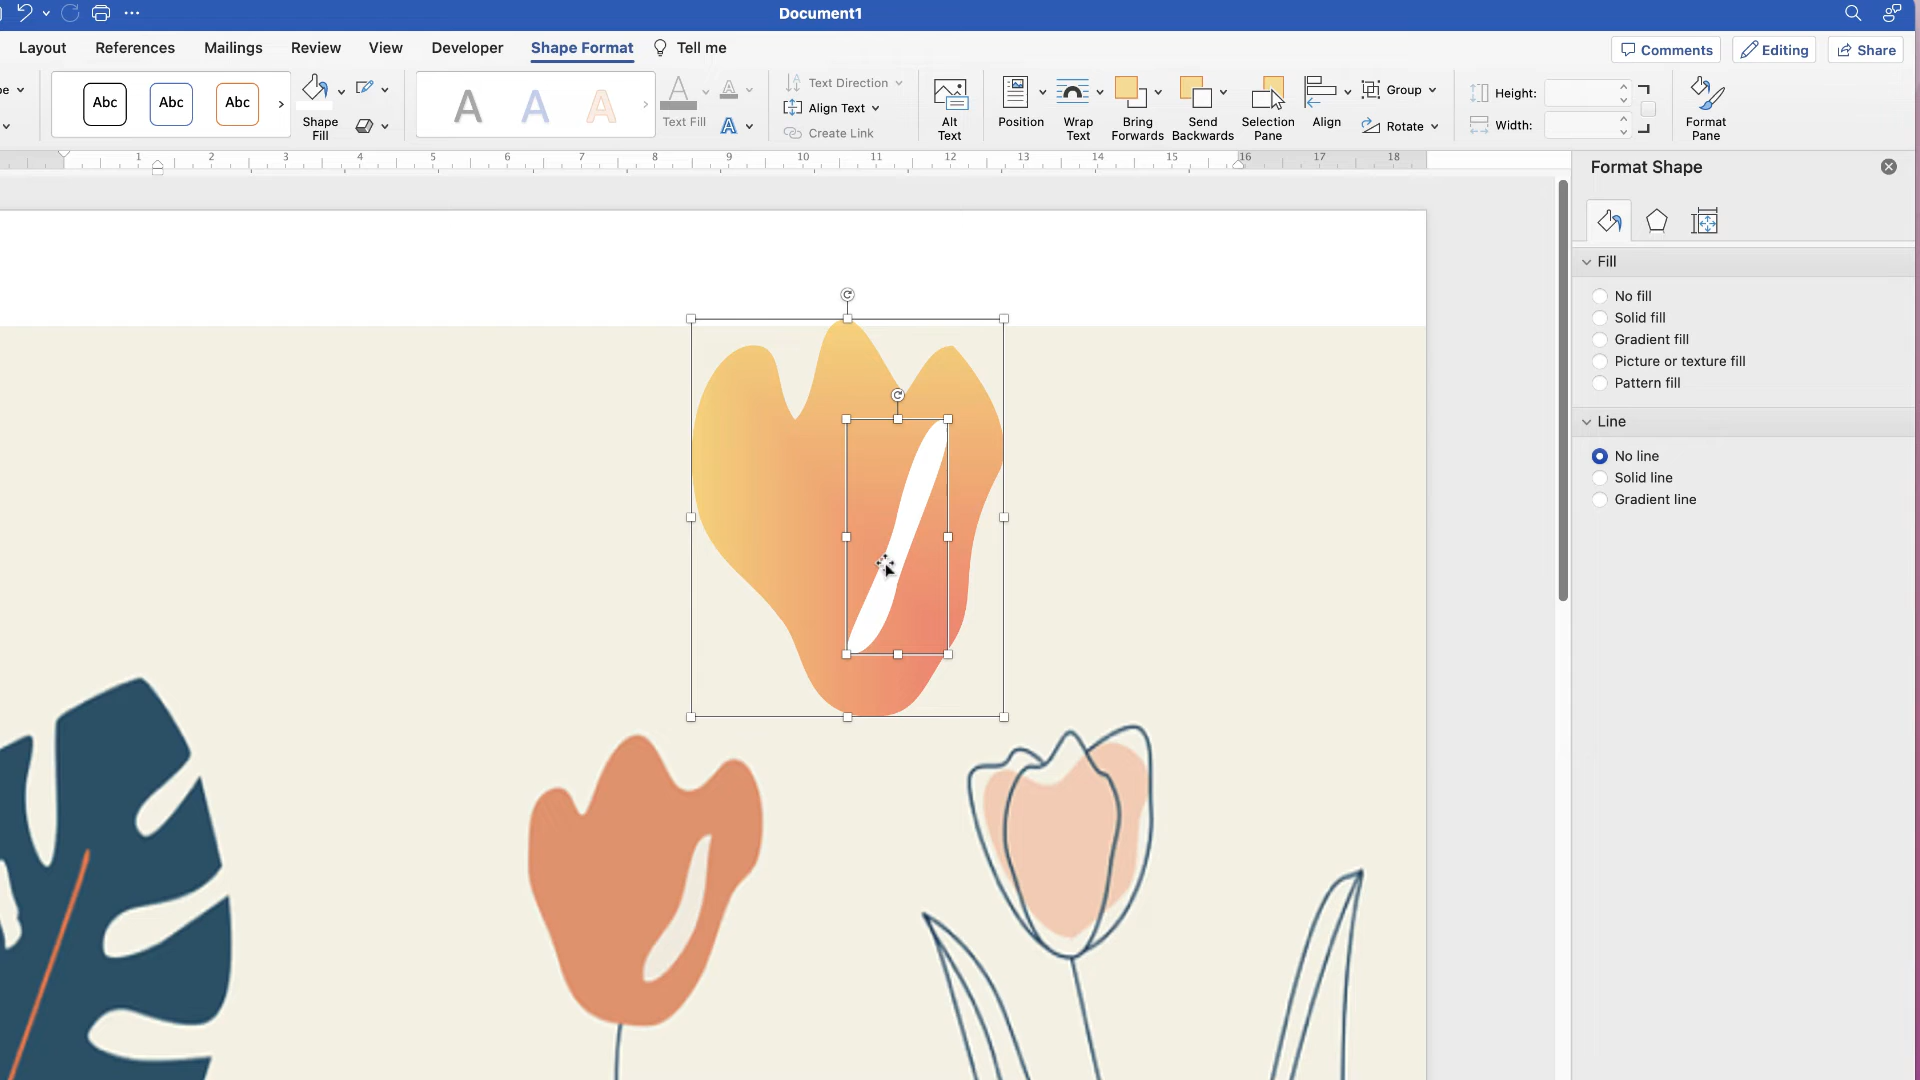 Document1
Layout References Mailings Review View Developer Shape Format Tell me
Comments Editing Share
Abc Abc Abc
Shape Fill
A A A
Text Fill
Text Direction
Align Text
Create Link
Alt Text
Position
Wrap Text
Bring Forwards
Send Backwards
Selection Pane
Align
Group
Rotate
Height:
Width:
Format Pane
1 2 3 4 5 6 7 8 9 10 11 12 13 14 15 16 17 18
Format Shape
Fill
No fill
Solid fill
Gradient fill
Picture or texture fill
Pattern fill
Line
No line
Solid line
Gradient line